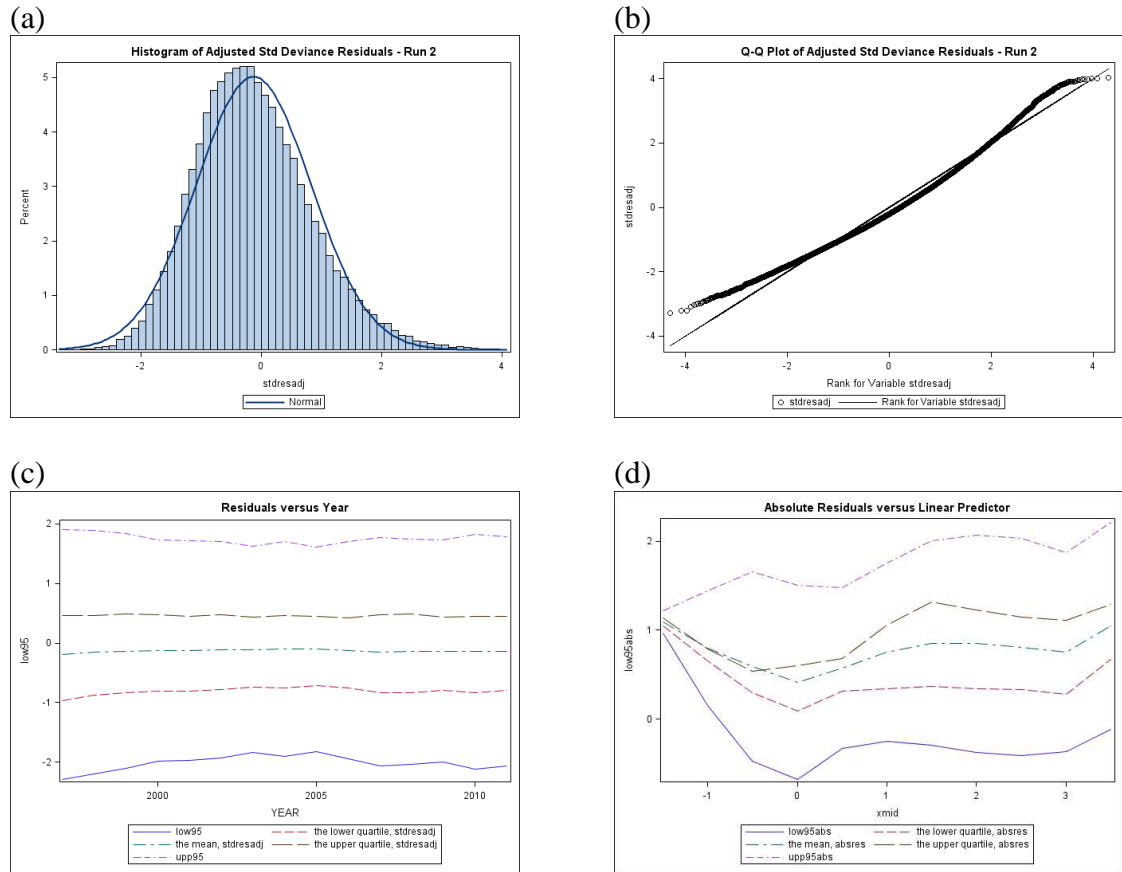 (a)
Histogram of Adjusted Std Deviance Residuals - Run 2
5
4
3
2
1
0
Percent
-2
0
2
4
stdresadj
Normal
(b)
Q-Q Plot of Adjusted Std Deviance Residuals - Run 2
4
2
0
-2
-4
stdresadj
-4
-2
0
2
4
Rank for Variable stdresadj
stdresadj
Rank for Variable stdresadj
(c)
Residuals versus Year
2
1
0
-1
-2
low95
2000
2005
2010
YEAR
low95
the lower quartile, stdresadj
the mean, stdresadj
the upper quartile, stdresadj
upp95
(d)
Absolute Residuals versus Linear Predictor
2
1
0
low95abs
-1
0
1
2
3
xmid
low95abs
the lower quartile, absres
the mean, absres
the upper quartile, absres
upp95abs